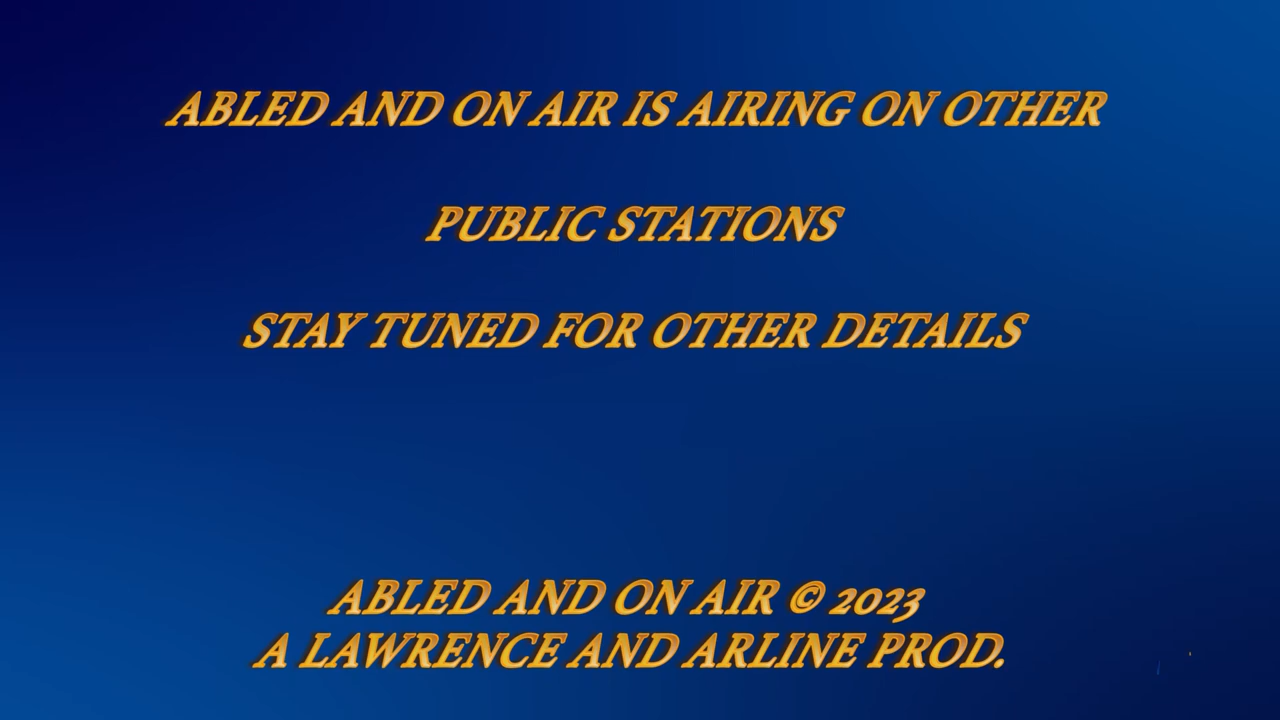 ABLED AND ON AIR IS AIRING ON OTHER
PUBLIC STATIONS
STAY TUNED FOR OTHER DETAILS
ABLED AND ON AIR © 2023
A LAWRENCE AND ARLINE PROD.